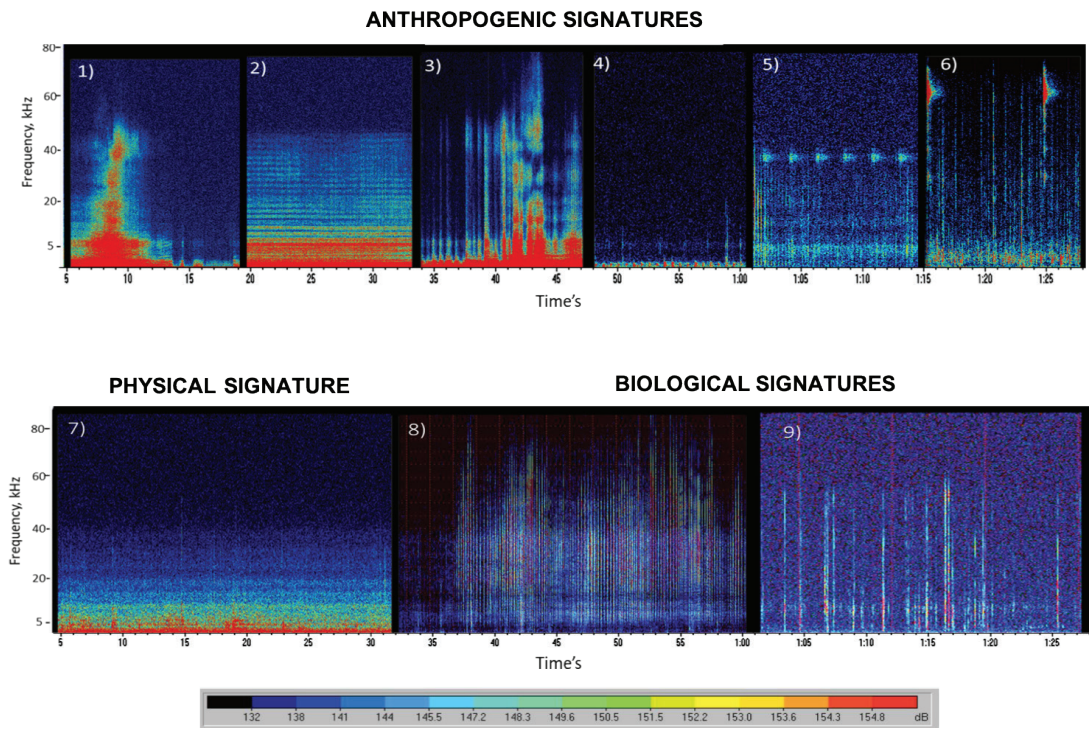 ANTHROPOGENIC SIGNATURES
80
60
40
20
5
Frequency, kHz
1)
2)
3)
4)
5)
6)
5 10 15 20 25 30 35 40 45 50 55 1:00 1:05 1:10 1:15 1:20 1:25
Time's
PHYSICAL SIGNATURE
BIOLOGICAL SIGNATURES
80
60
40
20
5
Frequency, kHz
7)
8)
9)
5 10 15 20 25 30 35 40 45 50 55 1:00 1:05 1:10 1:15 1:20 1:25
Time's
132 138 141 144 145.5 147.2 148.3 149.6 150.5 151.5 152.2 153.0 153.6 154.3 154.8 dB